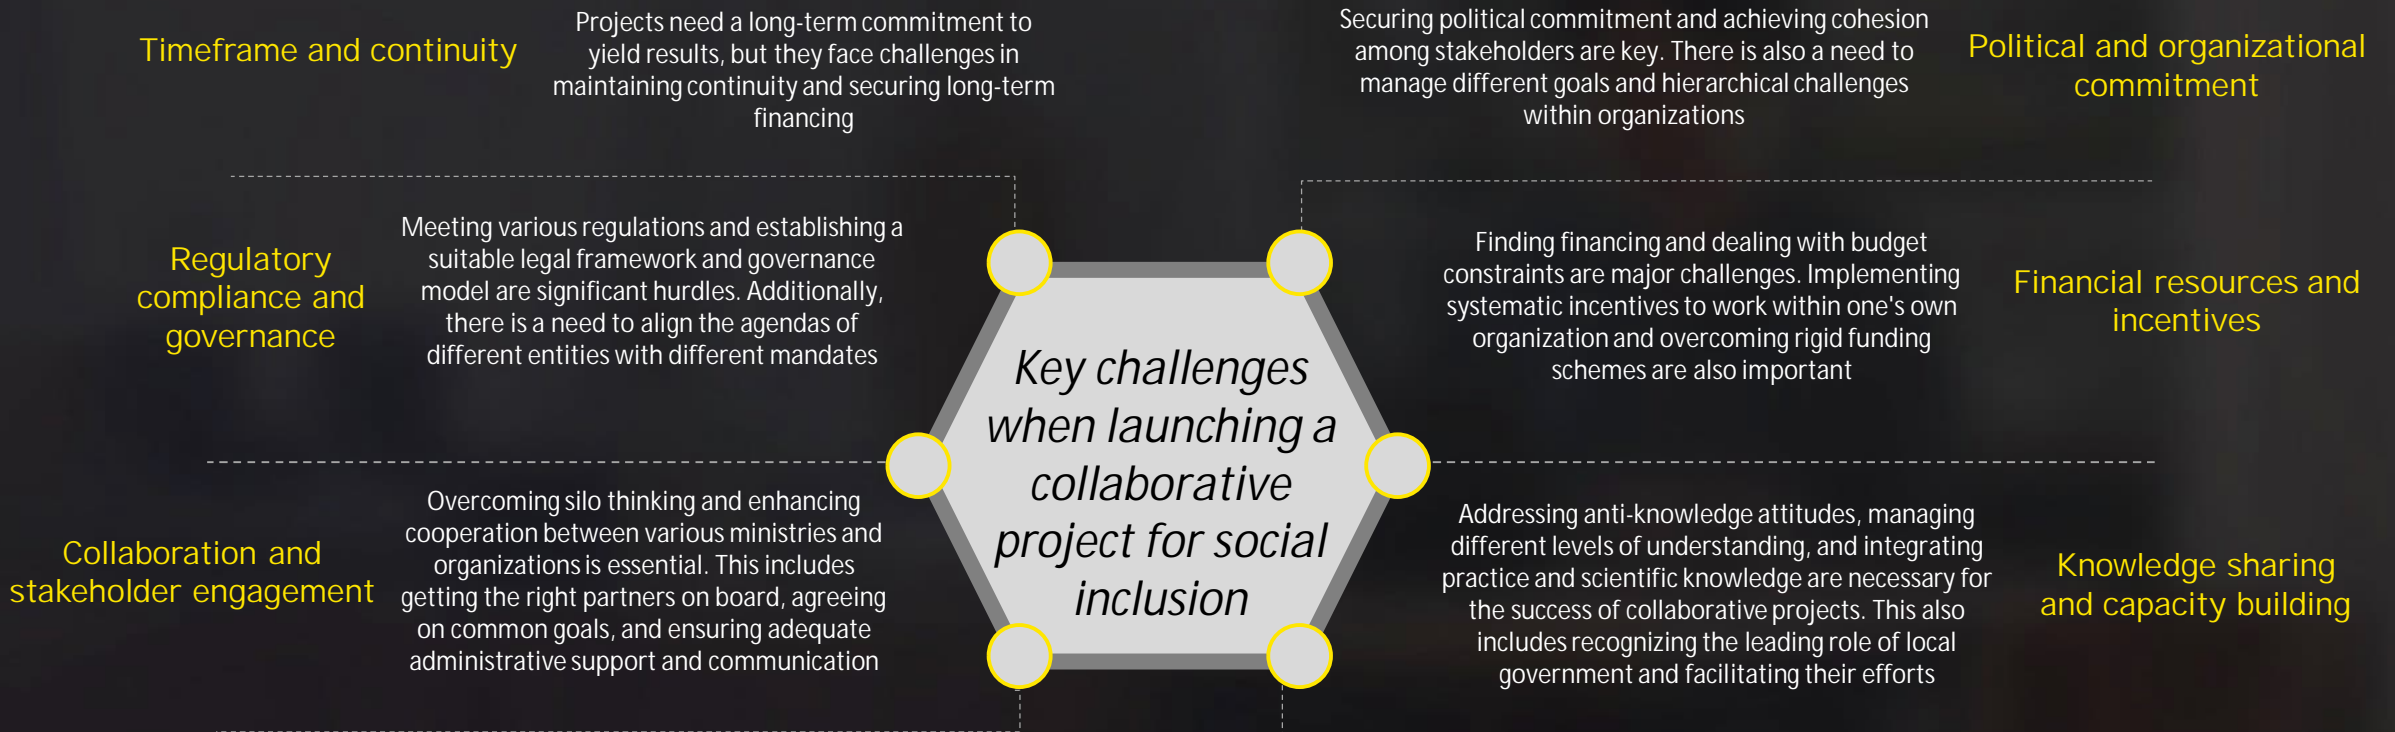 Timeframe and continuity
Projects need a long-term commitment to
yield results, but they face challenges in
maintaining continuity and securing long-term
financing
Securing political commitment and achieving cohesion
among stakeholders are key. There is also a need to
manage different goals and hierarchical challenges
within organizations
Political and organizational
commitment
Regulatory
compliance and
governance
Meeting various regulations and establishing a
suitable legal framework and governance
model are significant hurdles. Additionally,
there is a need to align the agendas of
different entities with different mandates
Finding financing and dealing with budget
constraints are major challenges. Implementing
systematic incentives to work within one's own
organization and overcoming rigid funding
schemes are also important
Financial resources and
incentives
Key challenges
when launching a
collaborative
project for social
inclusion
Collaboration and
stakeholder engagement
Overcoming silo thinking and enhancing
cooperation between various ministries and
organizations is essential. This includes
getting the right partners on board, agreeing
on common goals, and ensuring adequate
administrative support and communication
Addressing anti-knowledge attitudes, managing
different levels of understanding, and integrating
practice and scientific knowledge are necessary for
the success of collaborative projects. This also
includes recognizing the leading role of local
government and facilitating their efforts
Knowledge sharing
and capacity building